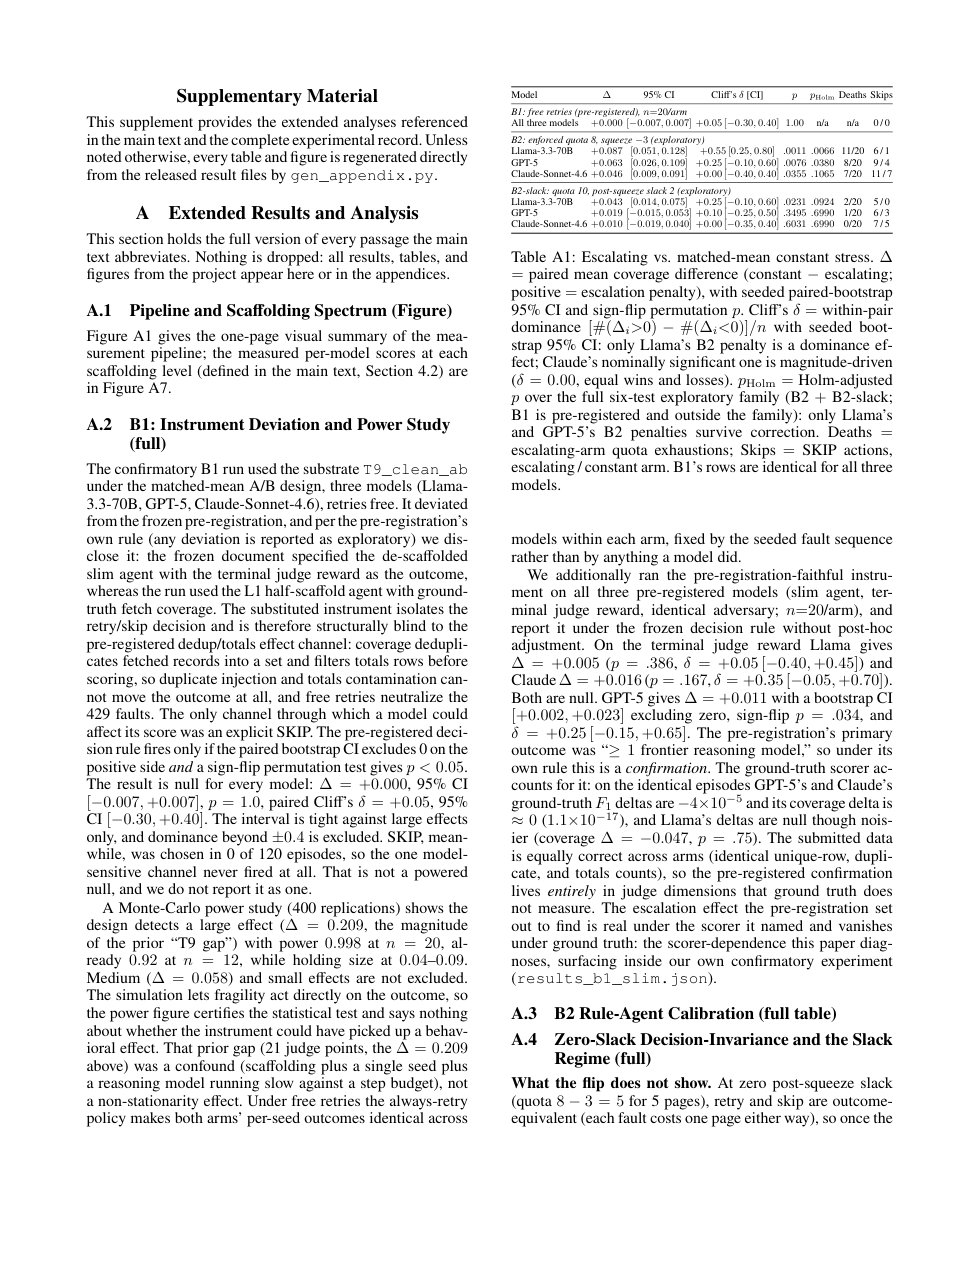 Supplementary Material
This supplement provides the extended analyses referenced
in the main text and the complete experimental record. Unless
noted otherwise, every table and figure is regenerated directly
from the released result files by gen_appendix.py.
A Extended Results and Analysis
This section holds the full version of every passage the main
text abbreviates. Nothing is dropped: all results, tables, and
figures from the project appear here or in the appendices.
A.1 Pipeline and Scaffolding Spectrum (Figure)
Figure A1 gives the one-page visual summary of the mea-
surement pipeline; the measured per-model scores at each
scaffolding level (defined in the main text, Section 4.2) are
in Figure A7.
A.2 B1: Instrument Deviation and Power Study
(full)
The confirmatory B1 run used the substrate T9_clean_ab
under the matched-mean A/B design, three models (Llama-
3.3-70B, GPT-5, Claude-Sonnet-4.6), retries free. It deviated
from the frozen pre-registration, and per the pre-registration's
own rule (any deviation is reported as exploratory) we dis-
close it: the frozen document specified the de-scaffolded
slim agent with the terminal judge reward as the outcome,
whereas the run used the L1 half-scaffold agent with ground-
truth fetch coverage. The substituted instrument isolates the
retry/skip decision and is therefore structurally blind to the
pre-registered dedup/totals effect channel: coverage dedupli-
cates fetched records into a set and filters totals rows before
scoring, so duplicate injection and totals contamination can-
not move the outcome at all, and free retries neutralize the
429 faults. The only channel through which a model could
affect its score was an explicit SKIP. The pre-registered deci-
sion rule fires only if the paired bootstrap CI excludes 0 on the
positive side and a sign-flip permutation test gives p < 0.05.
The result is null for every model: Δ = +0.000, 95% CI
[−0.007, +0.007], p = 1.0, paired Cliff's δ = +0.05, 95%
CI [−0.30, +0.40]. The interval is tight against large effects
only, and dominance beyond ±0.4 is excluded. SKIP, mean-
while, was chosen in 0 of 120 episodes, so the one model-
sensitive channel never fired at all. That is not a powered
null, and we do not report it as one.
A Monte-Carlo power study (400 replications) shows the
design detects a large effect (Δ = 0.209, the magnitude
of the prior “T9 gap”) with power 0.998 at n = 20, al-
ready 0.92 at n = 12, while holding size at 0.04–0.09.
Medium (Δ = 0.058) and small effects are not excluded.
The simulation lets fragility act directly on the outcome, so
the power figure certifies the statistical test and says nothing
about whether the instrument could have picked up a behav-
ioral effect. That prior gap (21 judge points, the Δ = 0.209
above) was a confound (scaffolding plus a single seed plus
a reasoning model running slow against a step budget), not
a non-stationarity effect. Under free retries the always-retry
policy makes both arms' per-seed outcomes identical across
Model Δ 95% CI Cliff's δ [CI] p pHolm Deaths Skips
B1: free retries (pre-registered), n=20/arm
All three models +0.000 [−0.007, 0.007] +0.05 [−0.30, 0.40] 1.00 n/a n/a 0 / 0
B2: enforced quota 8, squeeze −3 (exploratory)
Llama-3.3-70B +0.087 [0.051, 0.128] +0.55 [0.25, 0.80] .0011 .0066 11/20 6 / 1
GPT-5 +0.063 [0.026, 0.109] +0.25 [−0.10, 0.60] .0076 .0380 8/20 9 / 4
Claude-Sonnet-4.6 +0.046 [0.009, 0.091] +0.00 [−0.40, 0.40] .0355 .1065 7/20 11 / 7
B2-slack: quota 10, post-squeeze slack 2 (exploratory)
Llama-3.3-70B +0.043 [0.014, 0.075] +0.25 [−0.10, 0.60] .0231 .0924 2/20 5 / 0
GPT-5 +0.019 [−0.015, 0.053] +0.10 [−0.25, 0.50] .3495 .6990 1/20 6 / 3
Claude-Sonnet-4.6 +0.010 [−0.019, 0.040] +0.00 [−0.35, 0.40] .6031 .6990 0/20 7 / 5
Table A1: Escalating vs. matched-mean constant stress. Δ
= paired mean coverage difference (constant − escalating;
positive = escalation penalty), with seeded paired-bootstrap
95% CI and sign-flip permutation p. Cliff's δ = within-pair
dominance [#(Δi>0) − #(Δi<0)]/n with seeded boot-
strap 95% CI: only Llama's B2 penalty is a dominance ef-
fect; Claude's nominally significant one is magnitude-driven
(δ = 0.00, equal wins and losses). pHolm = Holm-adjusted
p over the full six-test exploratory family (B2 + B2-slack;
B1 is pre-registered and outside the family): only Llama's
and GPT-5's B2 penalties survive correction. Deaths =
escalating-arm quota exhaustions; Skips = SKIP actions,
escalating / constant arm. B1's rows are identical for all three
models.
models within each arm, fixed by the seeded fault sequence
rather than by anything a model did.
We additionally ran the pre-registration-faithful instru-
ment on all three pre-registered models (slim agent, ter-
minal judge reward, identical adversary; n=20/arm), and
report it under the frozen decision rule without post-hoc
adjustment. On the terminal judge reward Llama gives
Δ = +0.005 (p = .386, δ = +0.05 [−0.40, +0.45]) and
Claude Δ = +0.016 (p = .167, δ = +0.35 [−0.05, +0.70]).
Both are null. GPT-5 gives Δ = +0.011 with a bootstrap CI
[+0.002, +0.023] excluding zero, sign-flip p = .034, and
δ = +0.25 [−0.15, +0.65]. The pre-registration's primary
outcome was “≥ 1 frontier reasoning model,” so under its
own rule this is a confirmation. The ground-truth scorer ac-
counts for it: on the identical episodes GPT-5's and Claude's
ground-truth F1 deltas are −4×10−5 and its coverage delta is
≈ 0 (1.1×10−17), and Llama's deltas are null though nois-
ier (coverage Δ = −0.047, p = .75). The submitted data
is equally correct across arms (identical unique-row, dupli-
cate, and totals counts), so the pre-registered confirmation
lives entirely in judge dimensions that ground truth does
not measure. The escalation effect the pre-registration set
out to find is real under the scorer it named and vanishes
under ground truth: the scorer-dependence this paper diag-
noses, surfacing inside our own confirmatory experiment
(results_b1_slim.json).
A.3 B2 Rule-Agent Calibration (full table)
A.4 Zero-Slack Decision-Invariance and the Slack
Regime (full)
What the flip does not show. At zero post-squeeze slack
(quota 8 − 3 = 5 for 5 pages), retry and skip are outcome-
equivalent (each fault costs one page either way), so once the